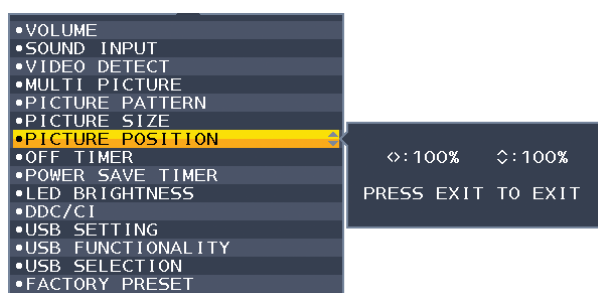 •VOLUME
•SOUND INPUT
•VIDEO DETECT
•MULTI PICTURE
•PICTURE PATTERN
•PICTURE SIZE
•PICTURE POSITION
•OFF TIMER
•POWER SAVE TIMER
•LED BRIGHTNESS
•DDC/CI
•USB SETTING
•USB FUNCTIONALITY
•USB SELECTION
•FACTORY PRESET
<>:100% ◇:100%
PRESS EXIT TO EXIT